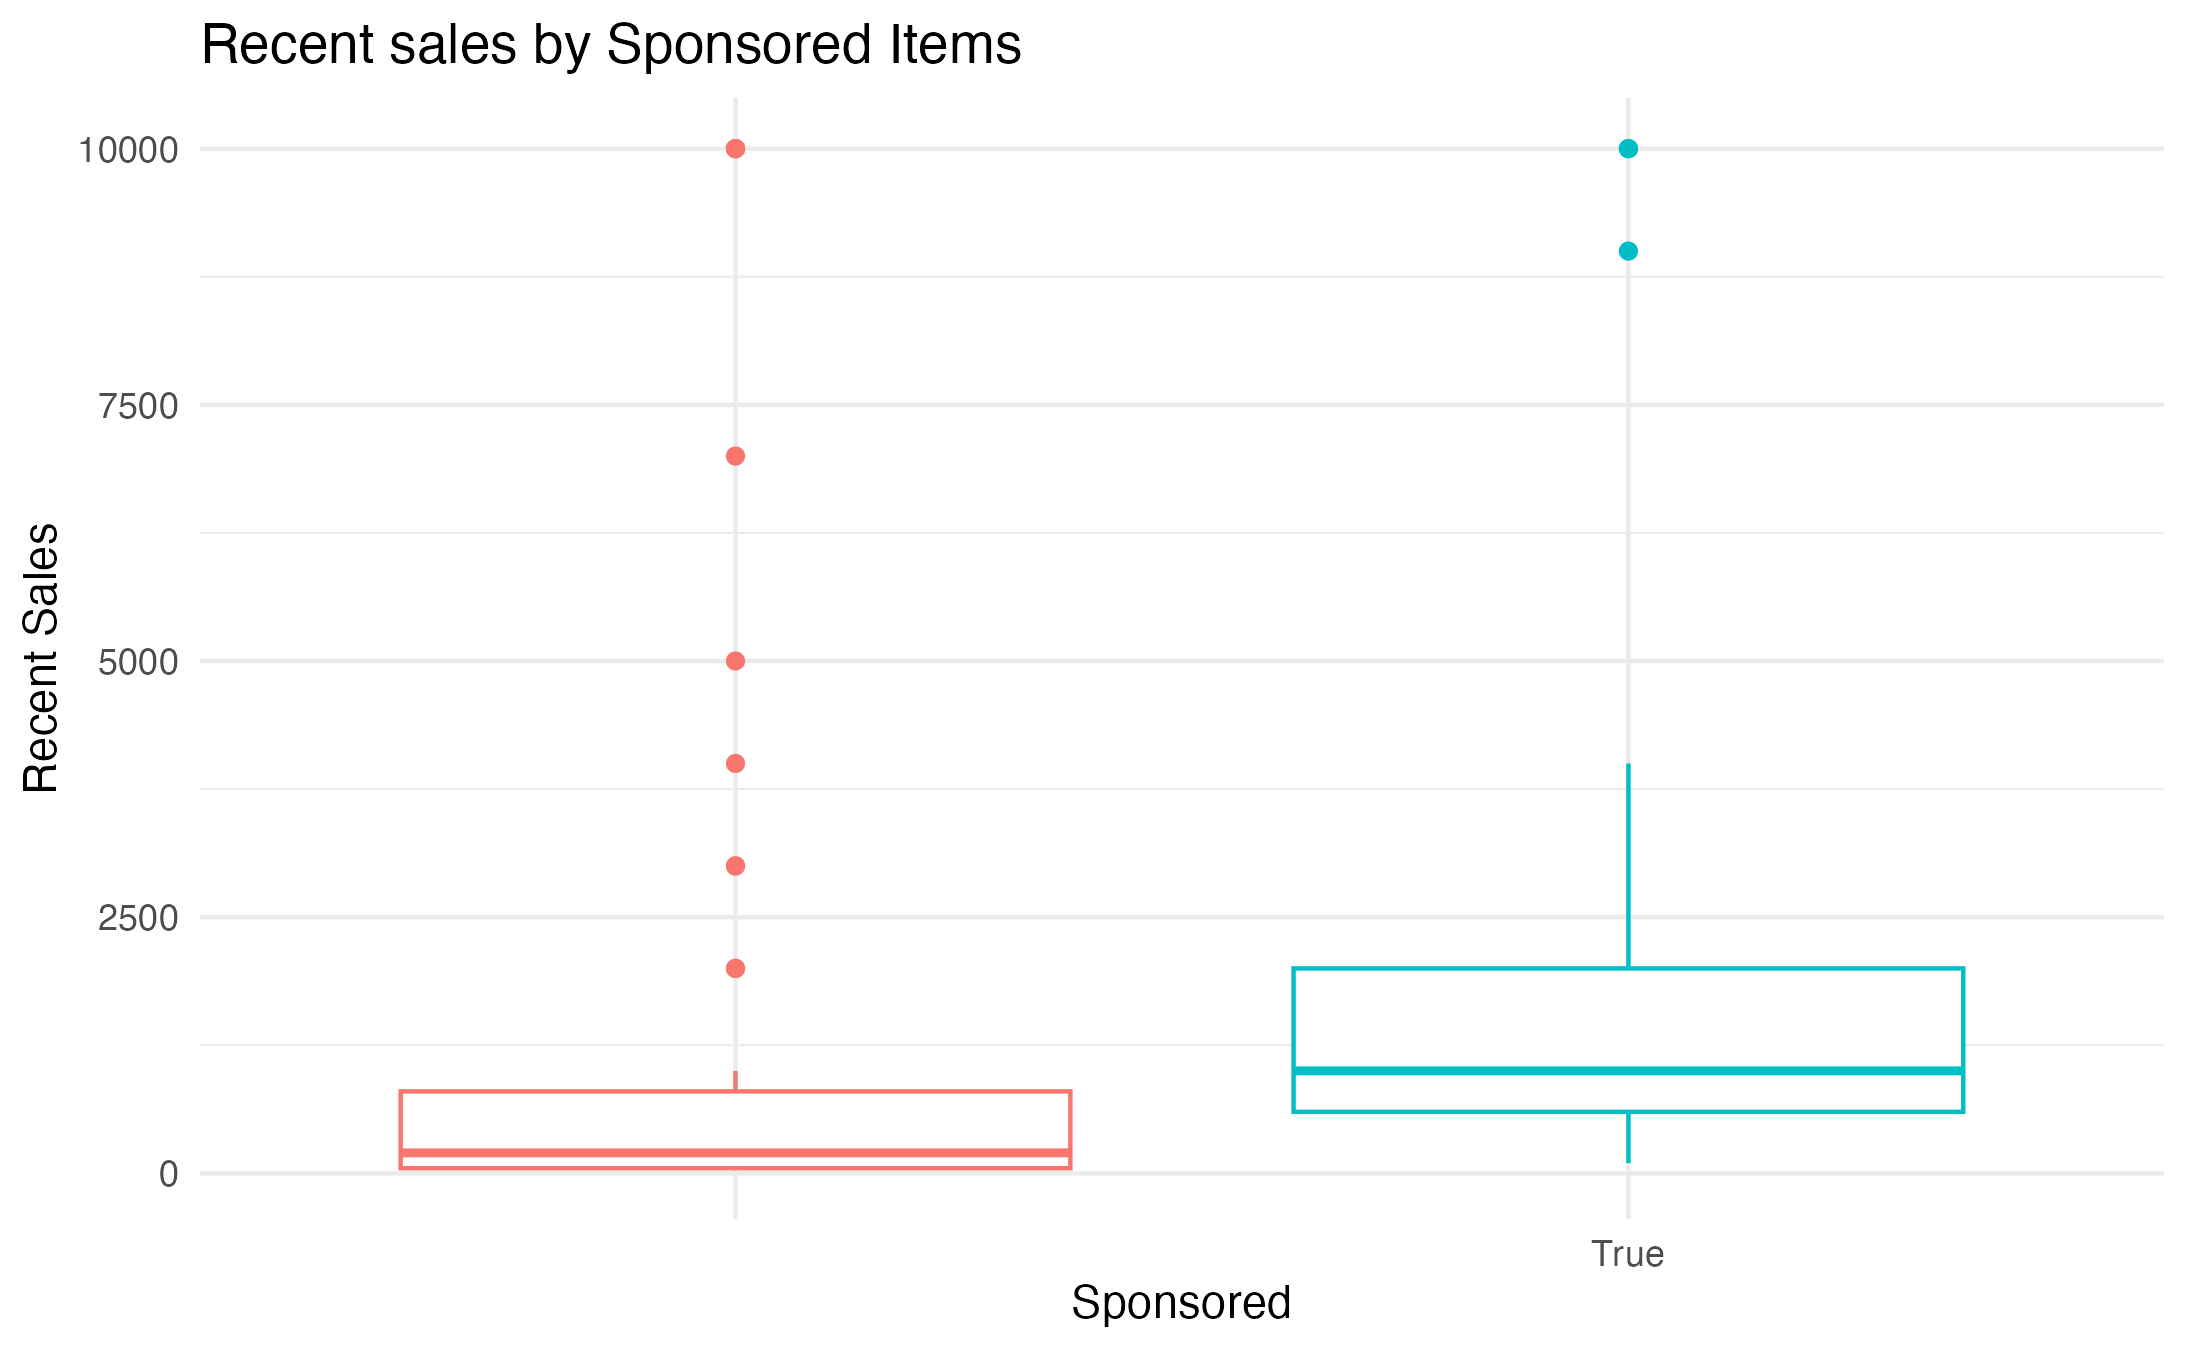 Recent sales by Sponsored Items
Recent Sales
10000
7500
5000
2500
0
True
Sponsored